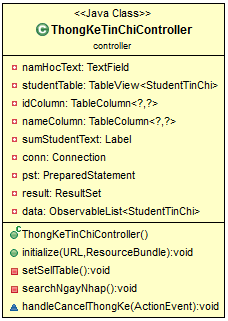 <<Java Class>>
ThongKeTinChiController
controller
namHocText: TextField
studentTable: TableView<StudentTinChi>
idColumn: TableColumn<?,?>
nameColumn: TableColumn<?,?>
sumStudentText: Label
conn: Connection
pst: PreparedStatement
result: ResultSet
data: ObservableList<StudentTinChi>
ThongKeTinChiController()
initialize(URL,ResourceBundle):void
setSellTable():void
searchNgayNhap():void
handleCancelThongKe(ActionEvent):void